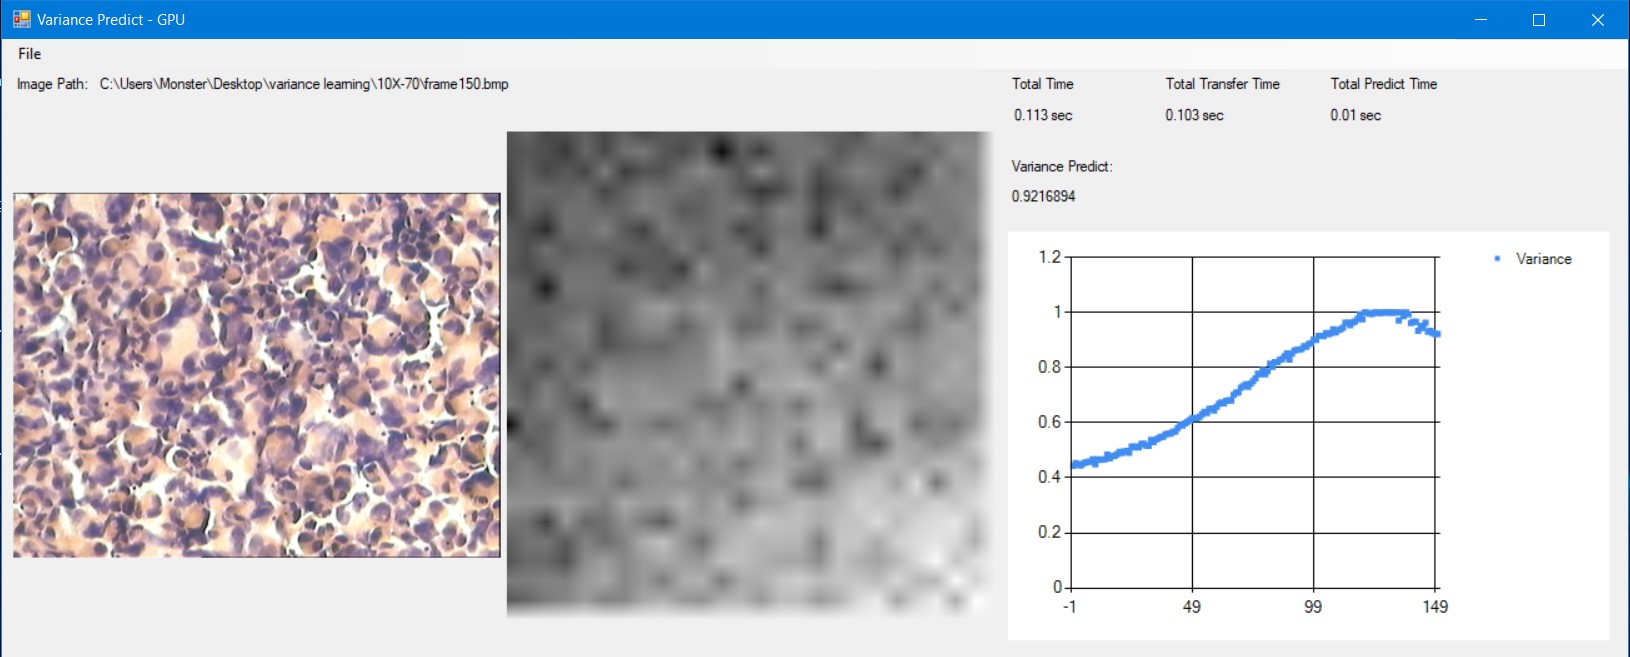 Variance Predict - GPU
File
Image Path: C:\Users\Monster\Desktop\variance learning\10X-70\frame150.bmp
Total Time Total Transfer Time Total Predict Time
0.113 sec 0.103 sec 0.01 sec
Variance Predict:
0.9216894
Variance
1.2
1
0.8
0.6
0.4
0.2
0
-1 49 99 149